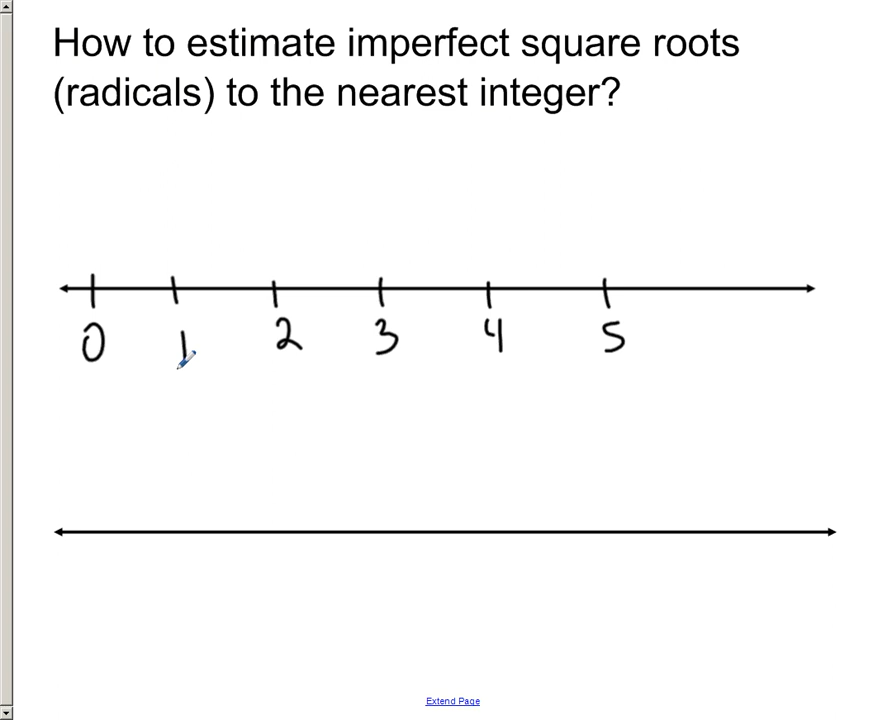 How to estimate imperfect square roots
(radicals) to the nearest integer?
0 1 2 3 4 5
Extend Page